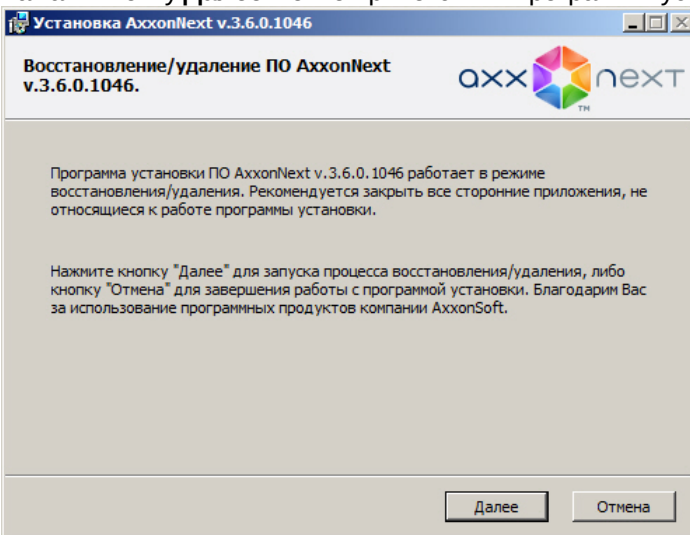 Установка AxxonNext v.3.6.0.1046
Восстановление/удаление ПО AxxonNext
v.3.6.0.1046.
axx next
TM
Программа установки ПО AxxonNext v.3.6.0.1046 работает в режиме
восстановления/удаления. Рекомендуется закрыть все сторонние приложения, не
относящиеся к работе программы установки.
Нажмите кнопку "Далее" для запуска процесса восстановления/удаления, либо
кнопку "Отмена" для завершения работы с программой установки. Благодарим Вас
за использование программных продуктов компании AxxonSoft.
Далее
Отмена